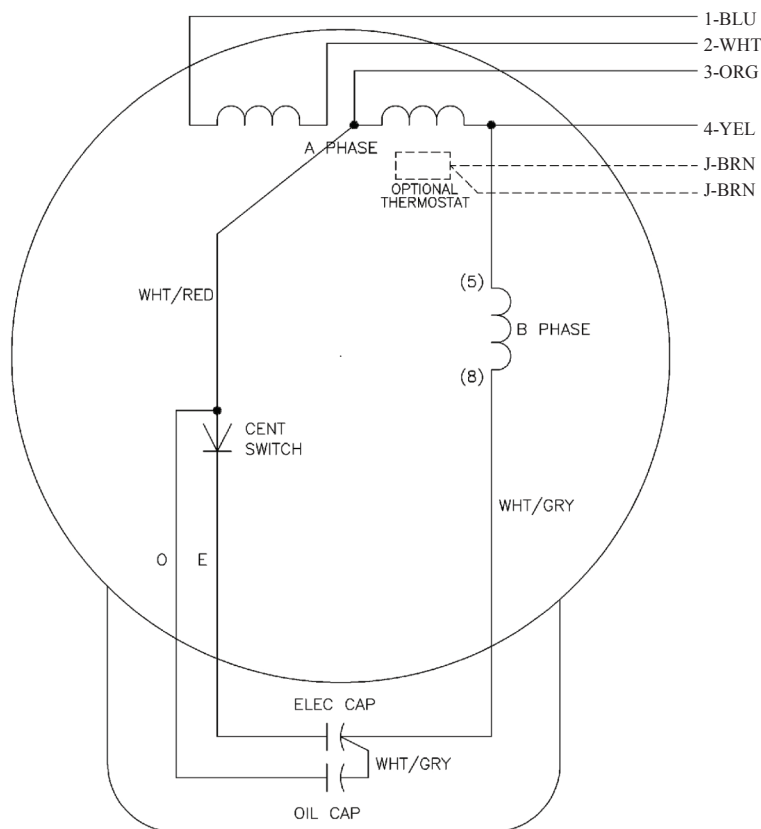 1-BLU
2-WHT
3-ORG
4-YEL
A PHASE
J-BRN
J-BRN
OPTIONAL
THERMOSTAT
WHT/RED
(5)
B PHASE
(8)
CENT
SWITCH
WHT/GRY
O E
ELEC CAP
WHT/GRY
OIL CAP